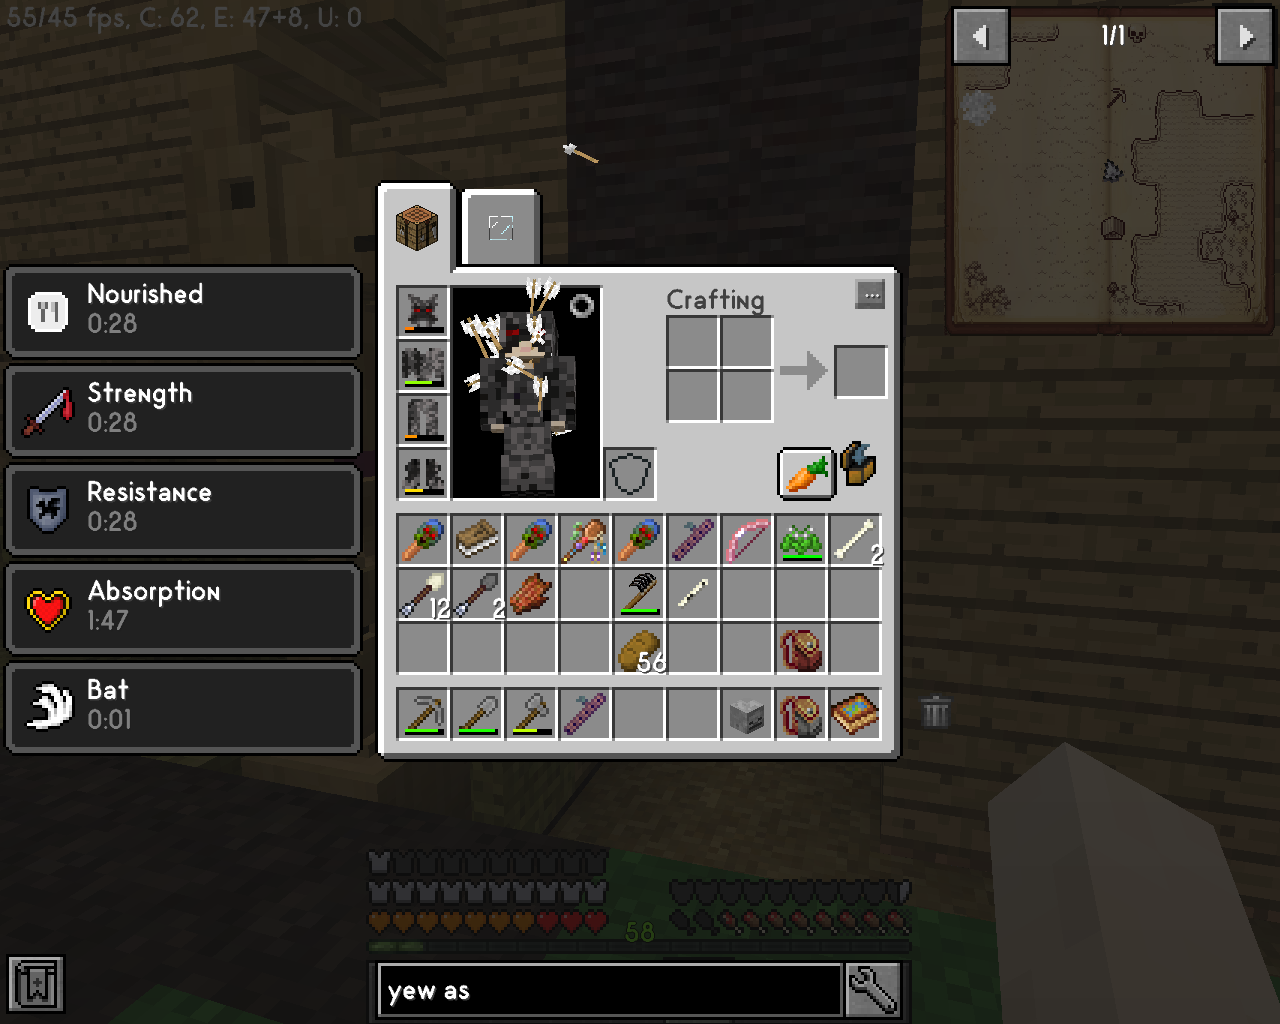 55/45 fps, C: 62, E: 47+8, U: 0
1/1
Nourished
0:28
Strength
0:28
Resistance
0:28
Absorption
1:47
Bat
0:01
Crafting
...
2
12
2
56
58
yew as